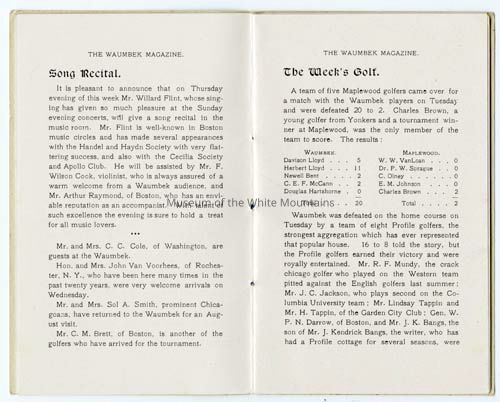 THE WAUMBEK MAGAZINE.
Song Recital.
It is pleasant to announce that on Thursday
evening of this week Mr. Willard Flint, whose sing-
ing has given so much pleasure at the Sunday
evening concerts, will give a song recital in the
music room. Mr. Flint is well-known in Boston
music circles and has made several appearances
with the Handel and Haydn Society with very flat-
tering success, and also with the Cecilia Society
and Apollo Club. He will be assisted by Mr. F.
Wilson Cook, violinist, who is always assured of
a warm welcome from a Waumbek audience, and
Mr. Arthur Raymond, of Boston, who has an envi-
able reputation as an accompanist. With talent of
such excellence the evening is sure to hold a treat
for all music lovers.
***
Mr. and Mrs. C. C. Cole, of Washington, are
guests at the Waumbek.
Hon. and Mrs. John Van Voorhees, of Roches-
ter, N. Y., who have been here many times in the
past twenty years, were very welcome arrivals on
Wednesday.
Mr. and Mrs. Sol A. Smith, prominent Chica-
goans, have returned to the Waumbek for an Au-
gust visit.
Mr. C. M. Brett, of Boston, is another of the
golfers who have arrived for the tournament.
THE WAUMBEK MAGAZINE.
The Week's Golf.
A team of five Maplewood golfers came over for
a match with the Waumbek players on Tuesday
and were defeated 20 to 2. Charles Brown, a
young golfer from Yonkers and a tournament win-
ner at Maplewood, was the only member of the
team to score. The results:
WAUMBEK. MAPLEWOOD.
Davison Lloyd . . 5 W. W. VanLoan . . 0
Herbert Lloyd . . . 11 Dr. P. W. Sprague . . 0
Newell Bent . . . 2 C. Olney . . . 0
C. E. F. McCann . . 2 E. M. Johnson . . 0
Douglas Hartshorne . 0 Charles Brown . . 2
Total . . . 20 Total . . 2
Waumbek was defeated on the home course on
Tuesday by a team of eight Profile golfers, the
strongest aggregation which has ever represented
that popular house. 16 to 8 told the story, but
the Profile golfers earned their victory and were
royally entertained. Mr. R. F. Mundy, the crack
chicago golfer who played on the Western team
pitted against the English golfers last summer;
Mr. J. C. Jackson, who plays second on the Co-
lumbia University team; Mr. Lindsay Tappin and
Mr. H. Tappin, of the Garden City Club; Gen. W.
P. N. Darrow, of Boston, and Mr. J. K. Bangs, the
son of Mr. J. Kendrick Bangs, the writer, who has
had a Profile cottage for several seasons, were
Museum of the White Mountains